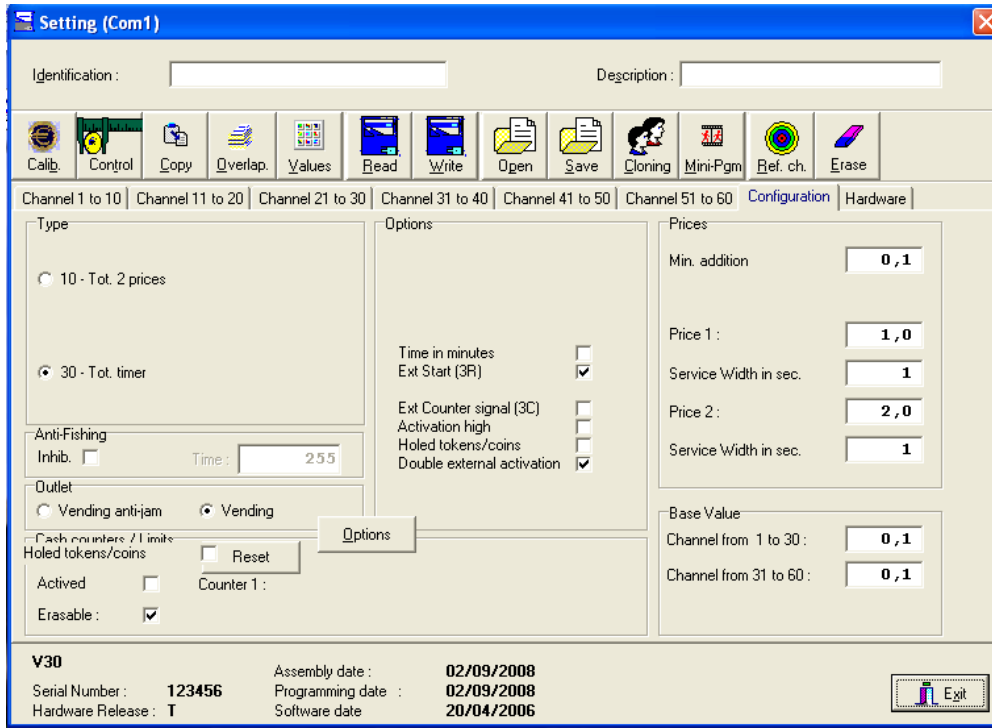 Setting (Com1)
Identification :
Description :
Calib. Control Copy Overlap. Values Read Write Open Save Cloning Mini-Pgm Ref. ch. Erase
Channel 1 to 10 Channel 11 to 20 Channel 21 to 30 Channel 31 to 40 Channel 41 to 50 Channel 51 to 60 Configuration Hardware
Type
10 - Tot. 2 prices
30 - Tot. timer
Anti-Fishing
Inhib. Time : 255
Outlet
Vending anti-jam Vending
Cash counters / Limits
Holed tokens/coins Reset
Actived Counter 1 :
Erasable :
Options
Time in minutes
Ext Start (3R)
Ext Counter signal (3C)
Activation high
Holed tokens/coins
Double external activation
Options
Prices
Min. addition 0,1
Price 1 : 1,0
Service Width in sec. 1
Price 2 : 2,0
Service Width in sec. 1
Base Value
Channel from 1 to 30 : 0,1
Channel from 31 to 60 : 0,1
V30
Serial Number : 123456
Hardware Release : T
Assembly date : 02/09/2008
Programming date : 02/09/2008
Software date 20/04/2006
Exit